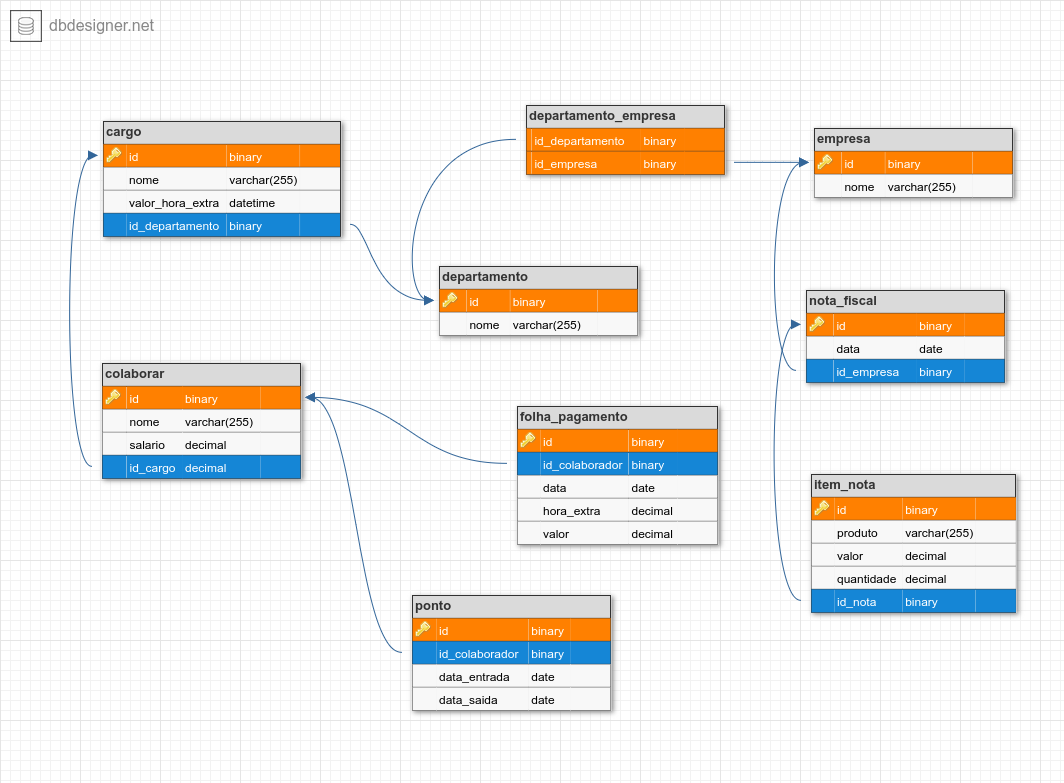 dbdesigner.net
cargo
id binary
nome varchar(255)
valor_hora_extra datetime
id_departamento binary
departamento_empresa
id_departamento binary
id_empresa binary
empresa
id binary
nome varchar(255)
departamento
id binary
nome varchar(255)
nota_fiscal
id binary
data date
id_empresa binary
colaborar
id binary
nome varchar(255)
salario decimal
id_cargo decimal
folha_pagamento
id binary
id_colaborador binary
data date
hora_extra decimal
valor decimal
item_nota
id binary
produto varchar(255)
valor decimal
quantidade decimal
id_nota binary
ponto
id binary
id_colaborador binary
data_entrada date
data_saida date